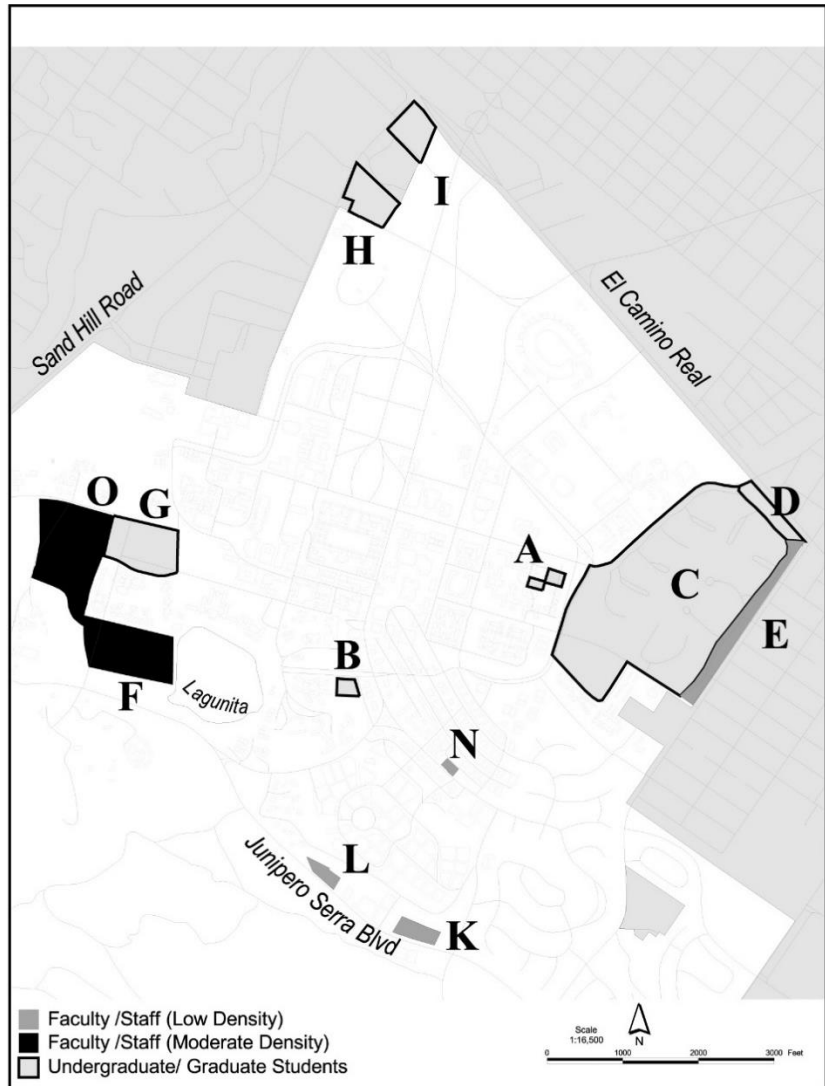 I
H
Sand Hill Road
El Camino Real
O
G
D
A
C
E
B
F
Lagunita
N
L
Junipero Serra Blvd
K
Faculty /Staff (Low Density)
Faculty /Staff (Moderate Density)
Undergraduate/ Graduate Students
Scale
1:16,500
N
0 1000 2000 3000 Feet